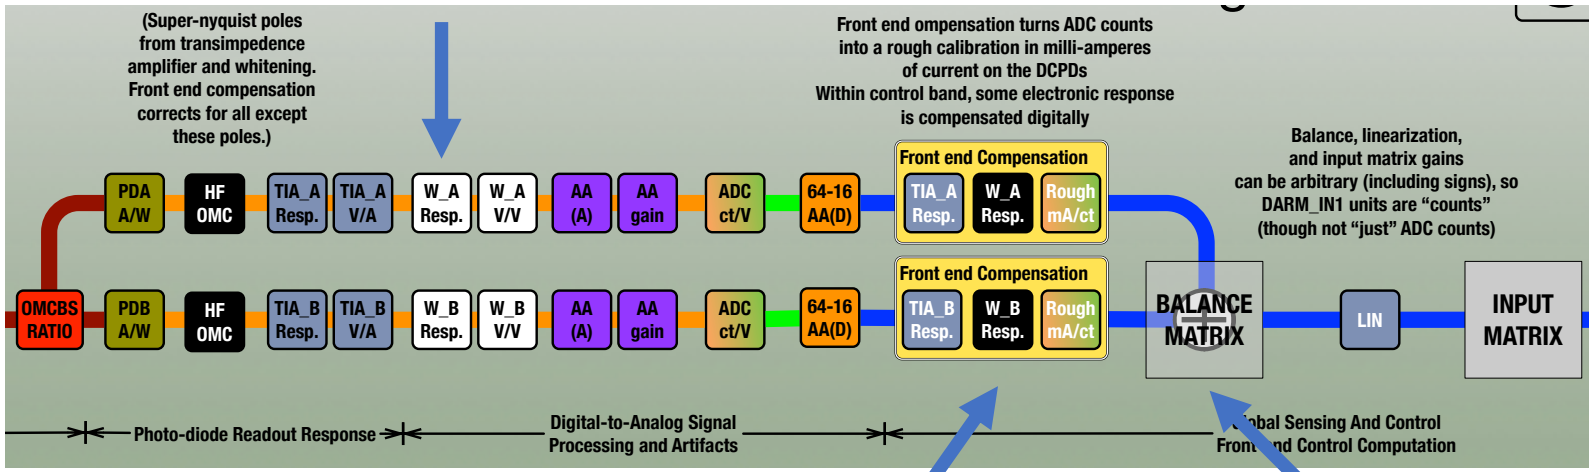 (Super-nyquist poles
from transimpedence
amplifier and whitening.
Front end compensation
corrects for all except
these poles.)
Front end ompensation turns ADC counts
into a rough calibration in milli-amperes
of current on the DCPDs
Within control band, some electronic response
is compensated digitally
Balance, linearization,
and input matrix gains
can be arbitrary (including signs), so
DARM_IN1 units are “counts”
(though not “just” ADC counts)
PDA
A/W
HF
OMC
TIA_A
Resp.
TIA_A
V/A
W_A
Resp.
W_A
V/V
AA
(A)
AA
gain
ADC
ct/V
64-16
AA(D)
Front end Compensation
TIA_A
Resp.
W_A
Resp.
Rough
mA/ct
OMCBS
RATIO
PDB
A/W
HF
OMC
TIA_B
Resp.
TIA_B
V/A
W_B
Resp.
W_B
V/V
AA
(A)
AA
gain
ADC
ct/V
64-16
AA(D)
Front end Compensation
TIA_B
Resp.
W_B
Resp.
Rough
mA/ct
BALANCE
MATRIX
LIN
INPUT
MATRIX
Photo-diode Readout Response
Digital-to-Analog Signal
Processing and Artifacts
Global Sensing And Control
Front end Control Computation